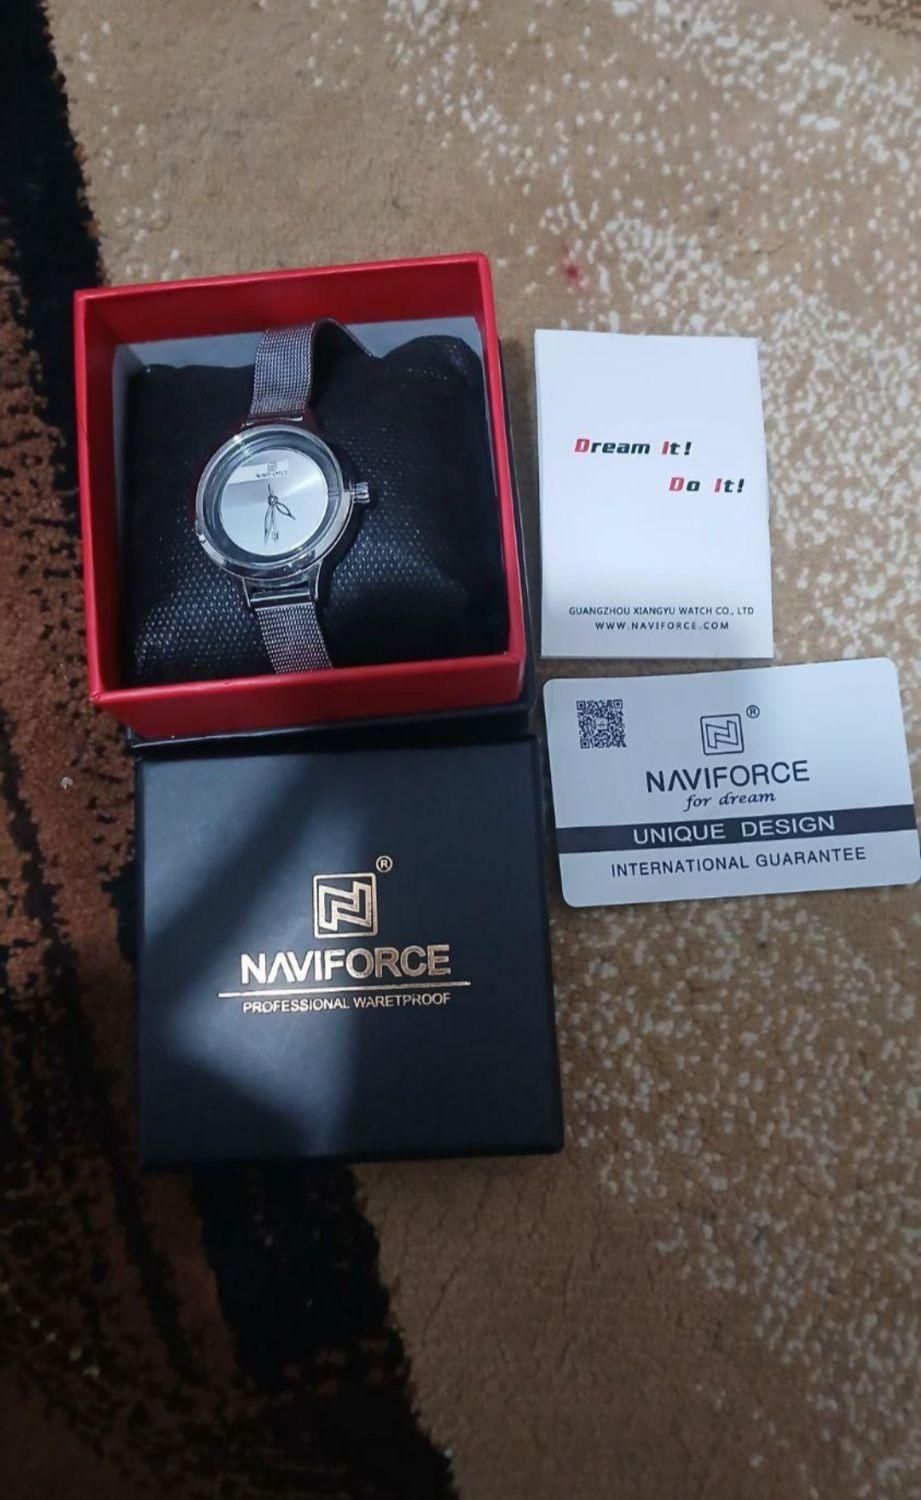 Dream It!
Do It!
GUANGZHOU XIANGYU WATCH CO., LTD
WWW.NAVIFORCE.COM
®
NAVIFORCE
for dream
UNIQUE DESIGN
INTERNATIONAL GUARANTEE
®
NAVIFORCE
PROFESSIONAL WARETPROOF